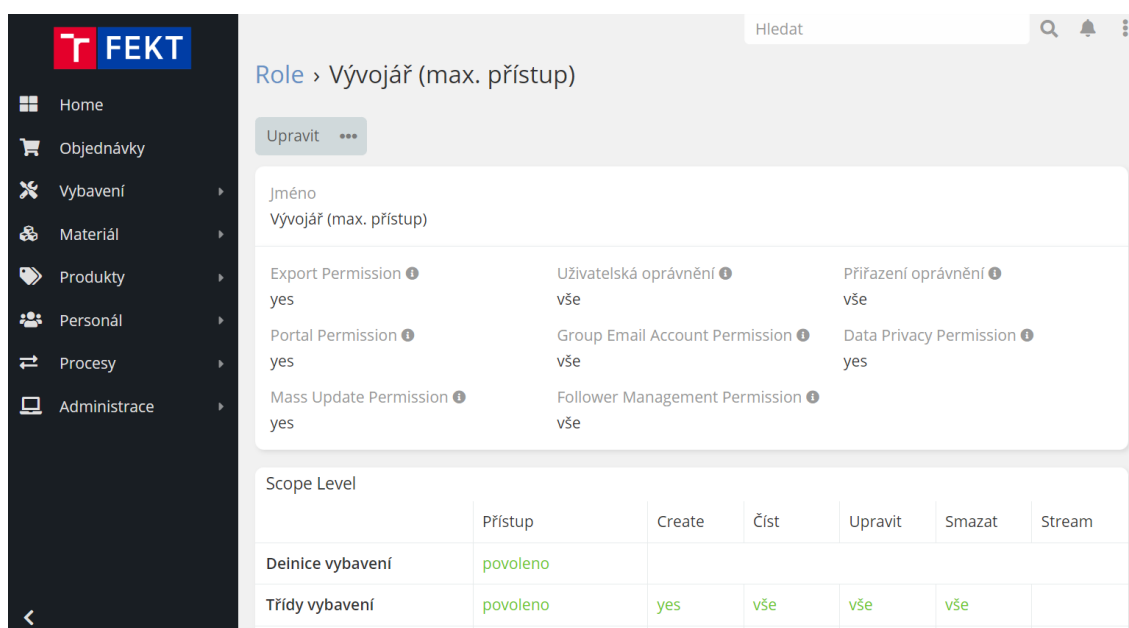 T FEKT
Hledat
Role › Vývojář (max. přístup)
Home
Objednávky
Vybavení
Materiál
Produkty
Personál
Procesy
Administrace
Upravit •••
Jméno
Vývojář (max. přístup)
Export Permission Uživatelská oprávnění Přiřazení oprávnění
yes vše vše
Portal Permission Group Email Account Permission Data Privacy Permission
yes vše yes
Mass Update Permission Follower Management Permission
yes vše
Scope Level
Přístup Create Číst Upravit Smazat Stream
Deinice vybavení povoleno
Třídy vybavení povoleno yes vše vše vše